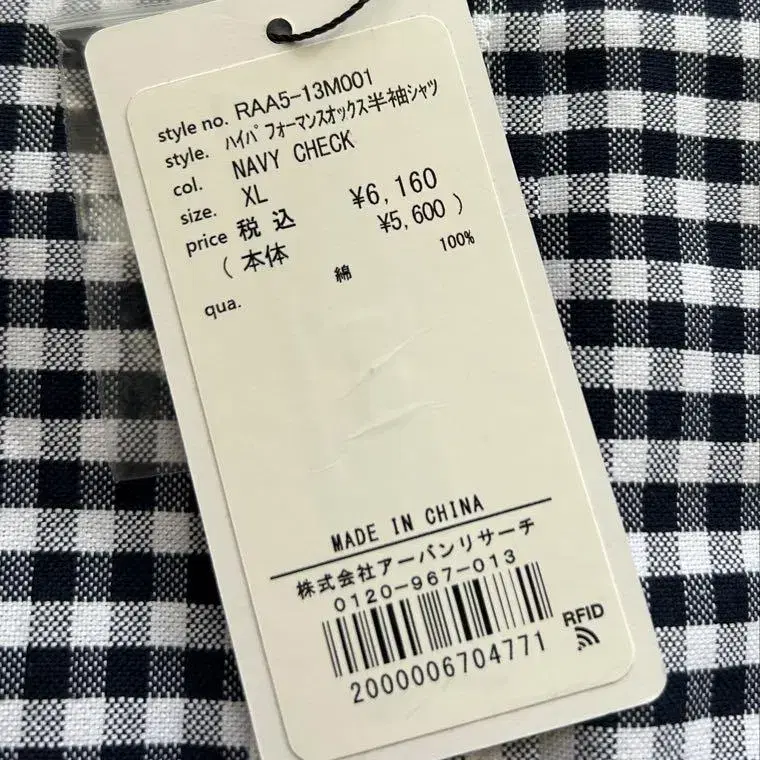 style no. RAA5-13M001
style. ハイパ フォーマンスオックス半袖シャツ
col. NAVY CHECK
size. XL
price 税 込 ¥6,160
( 本体 ¥5,600 )
qua. 綿 100%
MADE IN CHINA
株式会社アーバンリサーチ
0120-967-013
2000006704771
RFID